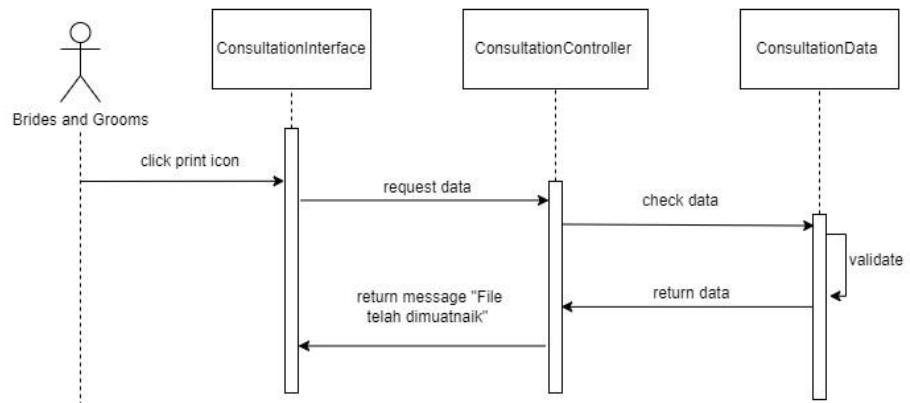 ConsultationInterface
ConsultationController
ConsultationData
Brides and Grooms
click print icon
request data
check data
validate
return data
return message "File
telah dimuatnaik"